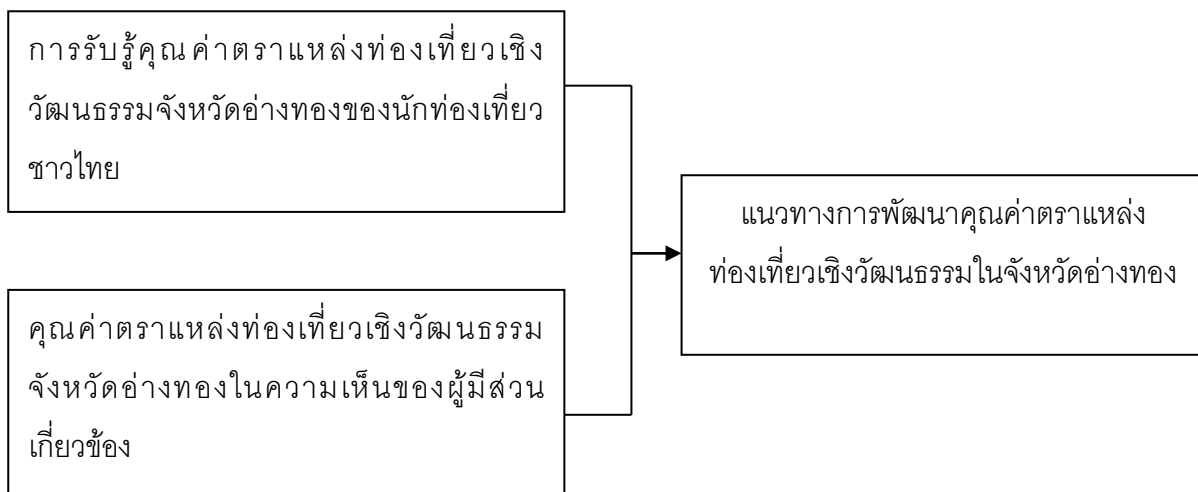 การรับรู้คุณค่าตราแหล่งท่องเที่ยวเชิง
วัฒนธรรมจังหวัดอ่างทองของนักท่องเที่ยว
ชาวไทย
แนวทางการพัฒนาคุณค่าตราแหล่ง
ท่องเที่ยวเชิงวัฒนธรรมในจังหวัดอ่างทอง
คุณค่าตราแหล่งท่องเที่ยวเชิงวัฒนธรรม
จังหวัดอ่างทองในความเห็นของผู้มีส่วน
เกี่ยวข้อง